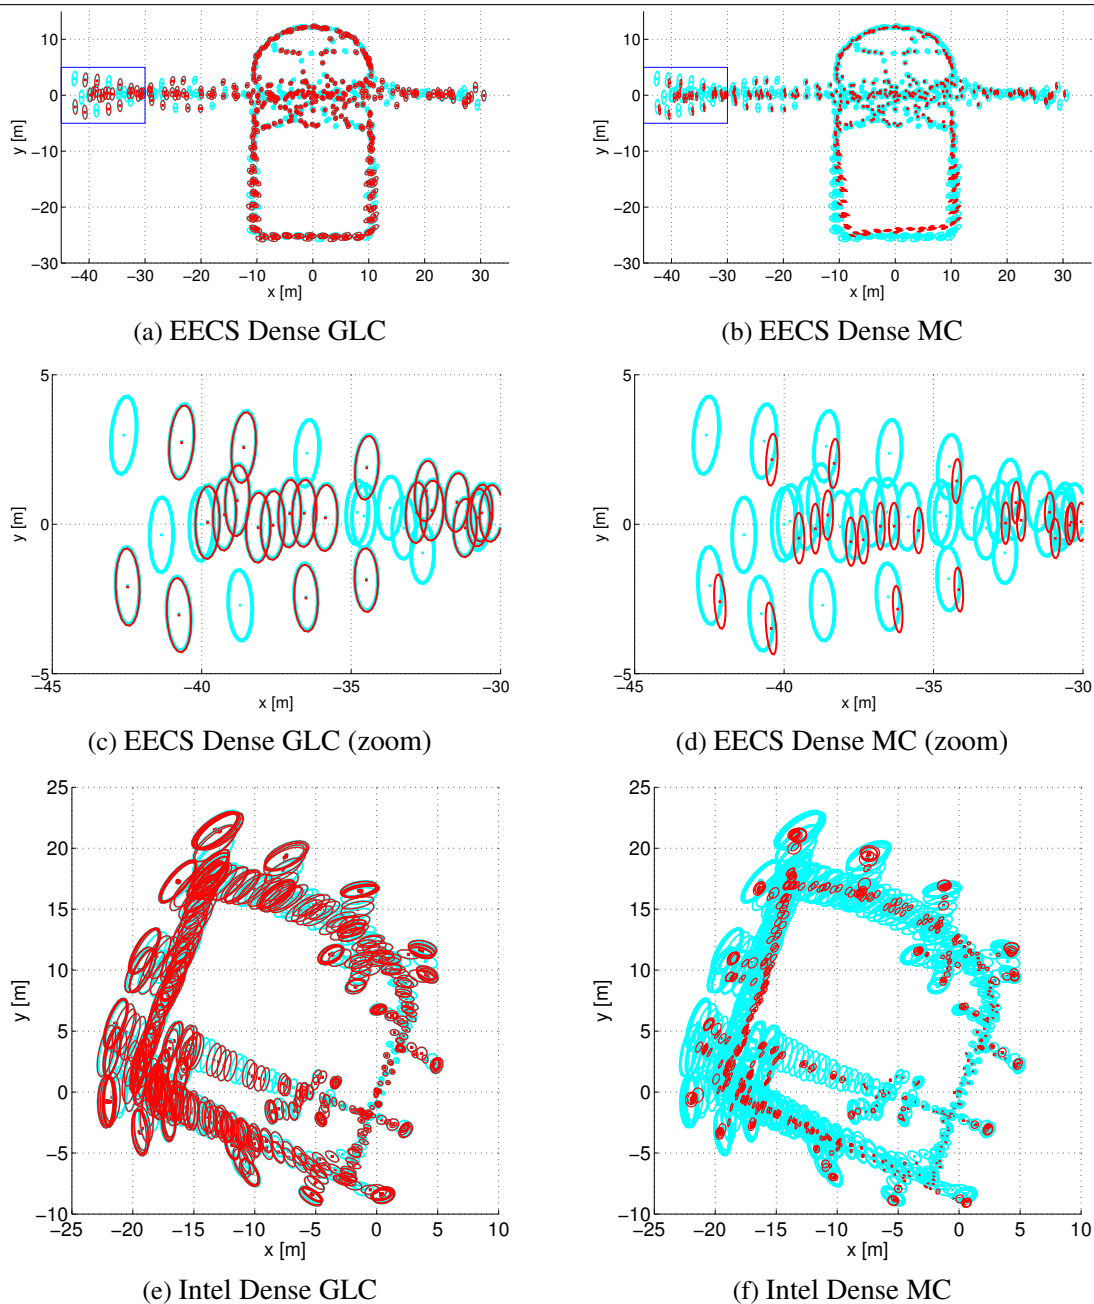 10
0
−10
−20
−30
−40 −30 −20 −10 0 10 20 30
x [m]
y [m]
(a) EECS Dense GLC
10
0
−10
−20
−30
−40 −30 −20 −10 0 10 20 30
x [m]
y [m]
(b) EECS Dense MC
5
0
−5
−45 −40 −35 −30
x [m]
y [m]
(c) EECS Dense GLC (zoom)
5
0
−5
−45 −40 −35 −30
x [m]
y [m]
(d) EECS Dense MC (zoom)
25
20
15
10
5
0
−5
−10
−25 −20 −15 −10 −5 0 5 10
x [m]
y [m]
(e) Intel Dense GLC
25
20
15
10
5
0
−5
−10
−25 −20 −15 −10 −5 0 5 10
x [m]
y [m]
(f) Intel Dense MC